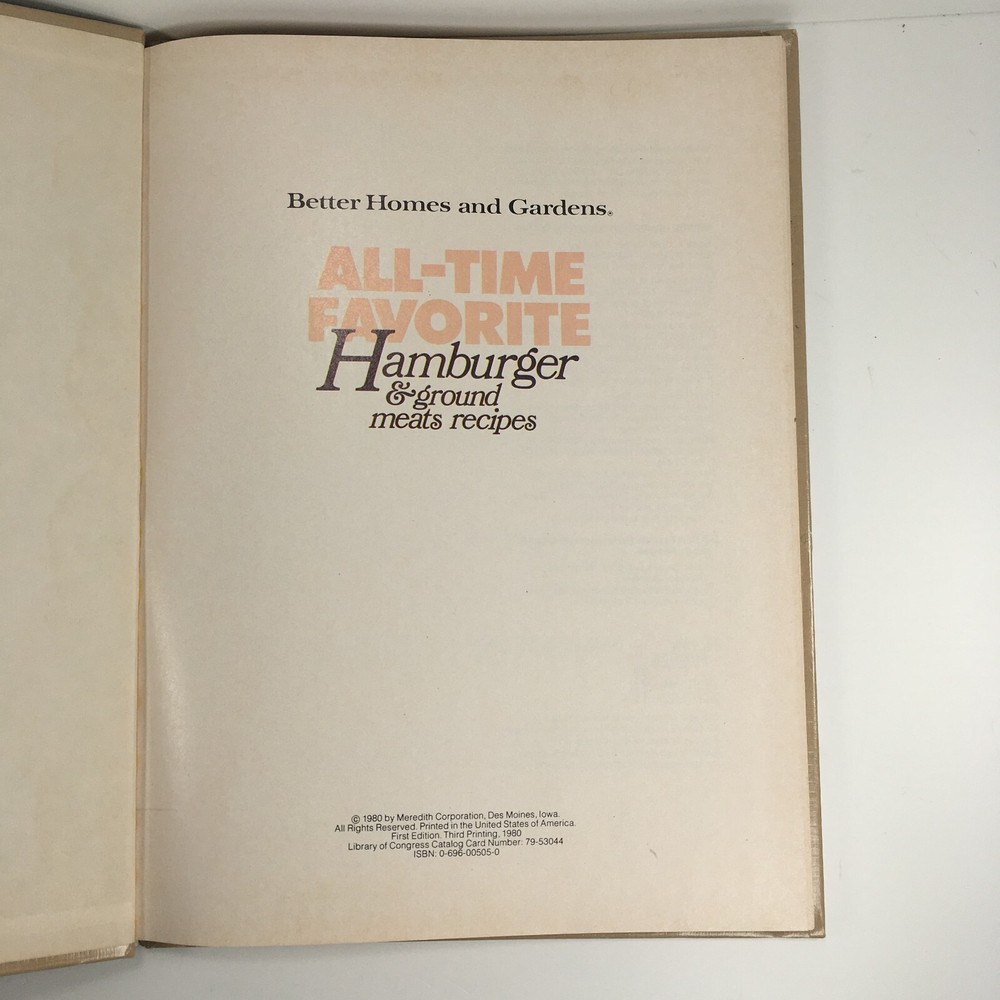 Better Homes and Gardens®
ALL-TIME
FAVORITE
Hamburger
& ground
meats recipes
© 1980 by Meredith Corporation, Des Moines, Iowa.
All Rights Reserved. Printed in the United States of America.
First Edition. Third Printing, 1980
Library of Congress Catalog Card Number: 79-53044
ISBN: 0-696-00505-0